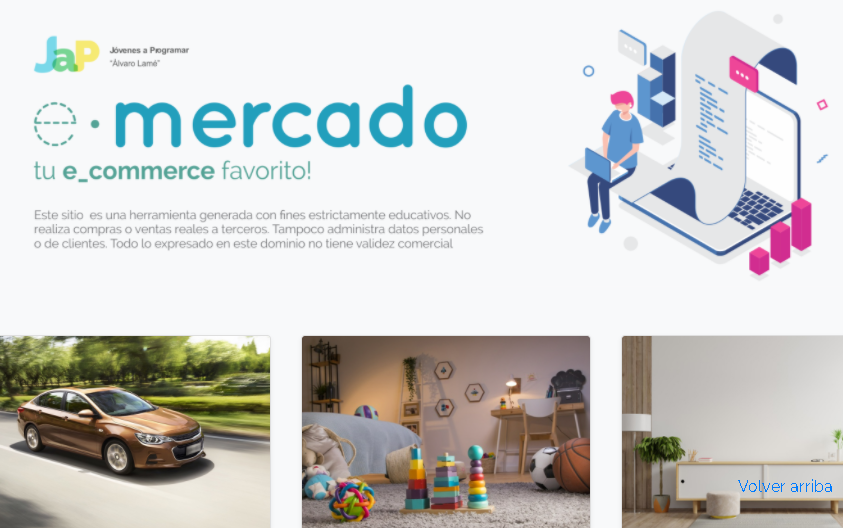 JaP
Jóvenes a Programar
"Álvaro Lamé"
e · mercado
tu e_commerce favorito!
Este sitio es una herramienta generada con fines estrictamente educativos. No
realiza compras o ventas reales a terceros. Tampoco administra datos personales
o de clientes. Todo lo expresado en este dominio no tiene validez comercial
Volver arriba